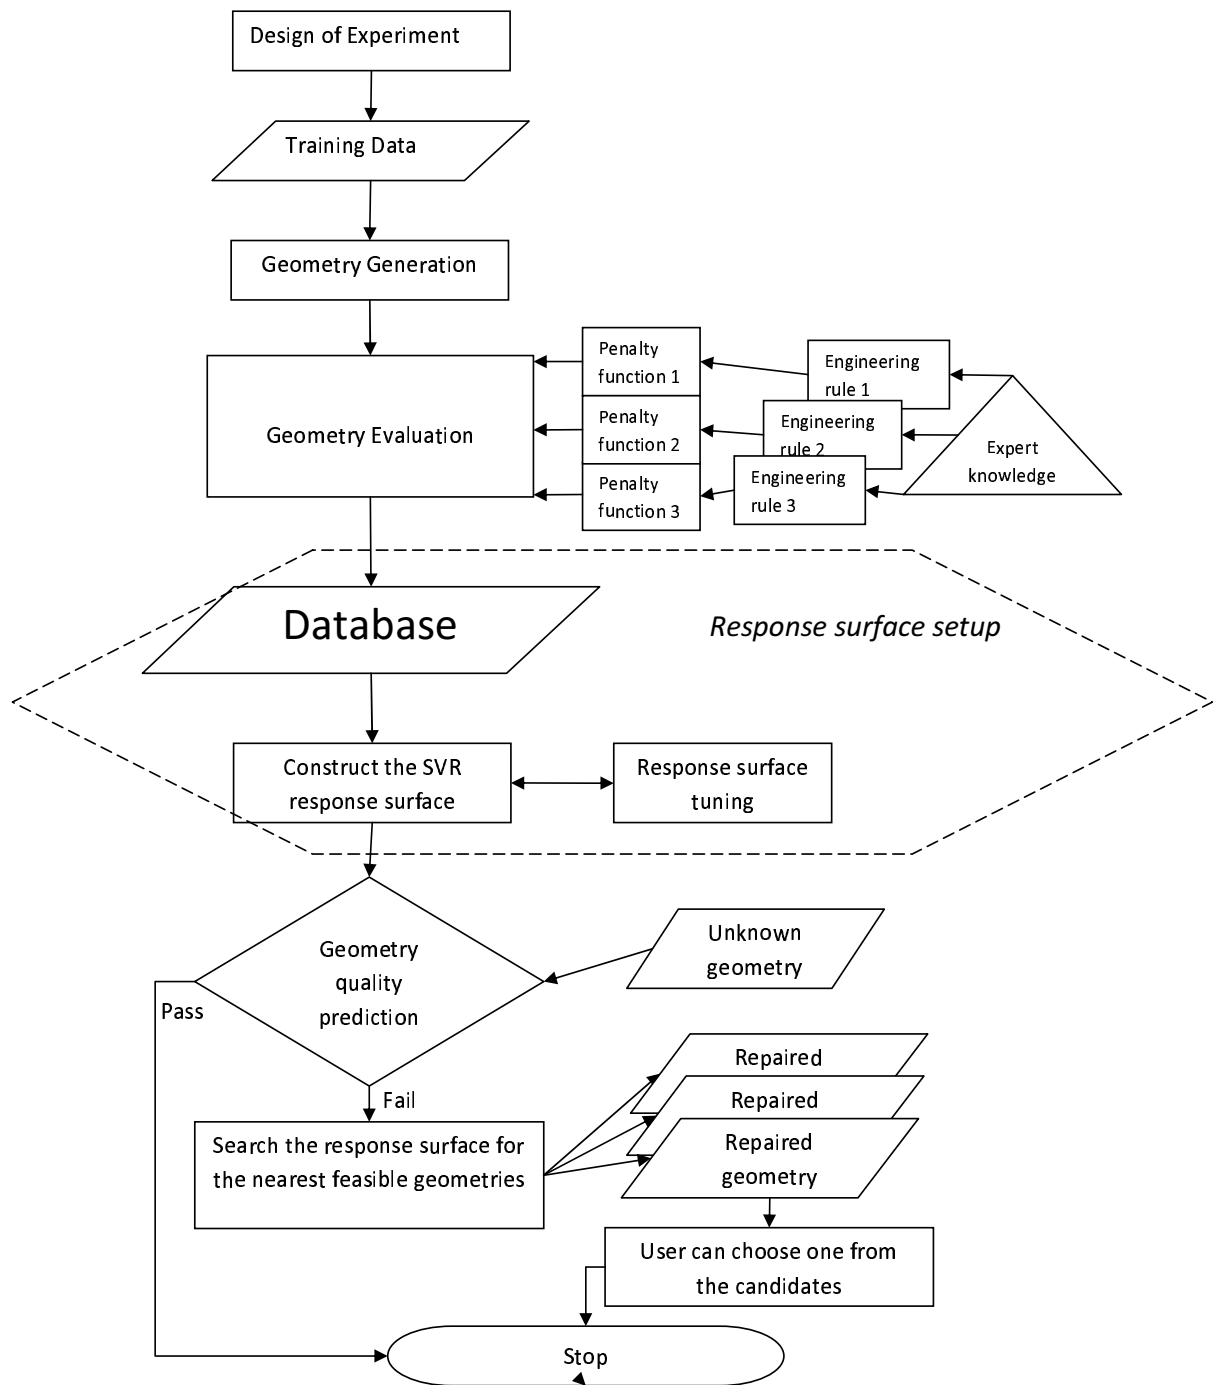 Design of Experiment
Training Data
Geometry Generation
Geometry Evaluation
Penalty
function 1
Penalty
function 2
Penalty
function 3
Engineering
rule 1
Engineering
rule 2
Engineering
rule 3
Expert
knowledge
Database
Response surface setup
Construct the SVR
response surface
Response surface
tuning
Geometry
quality
prediction
Unknown
geometry
Pass
Fail
Search the response surface for
the nearest feasible geometries
Repaired
Repaired
Repaired
geometry
User can choose one from
the candidates
Stop